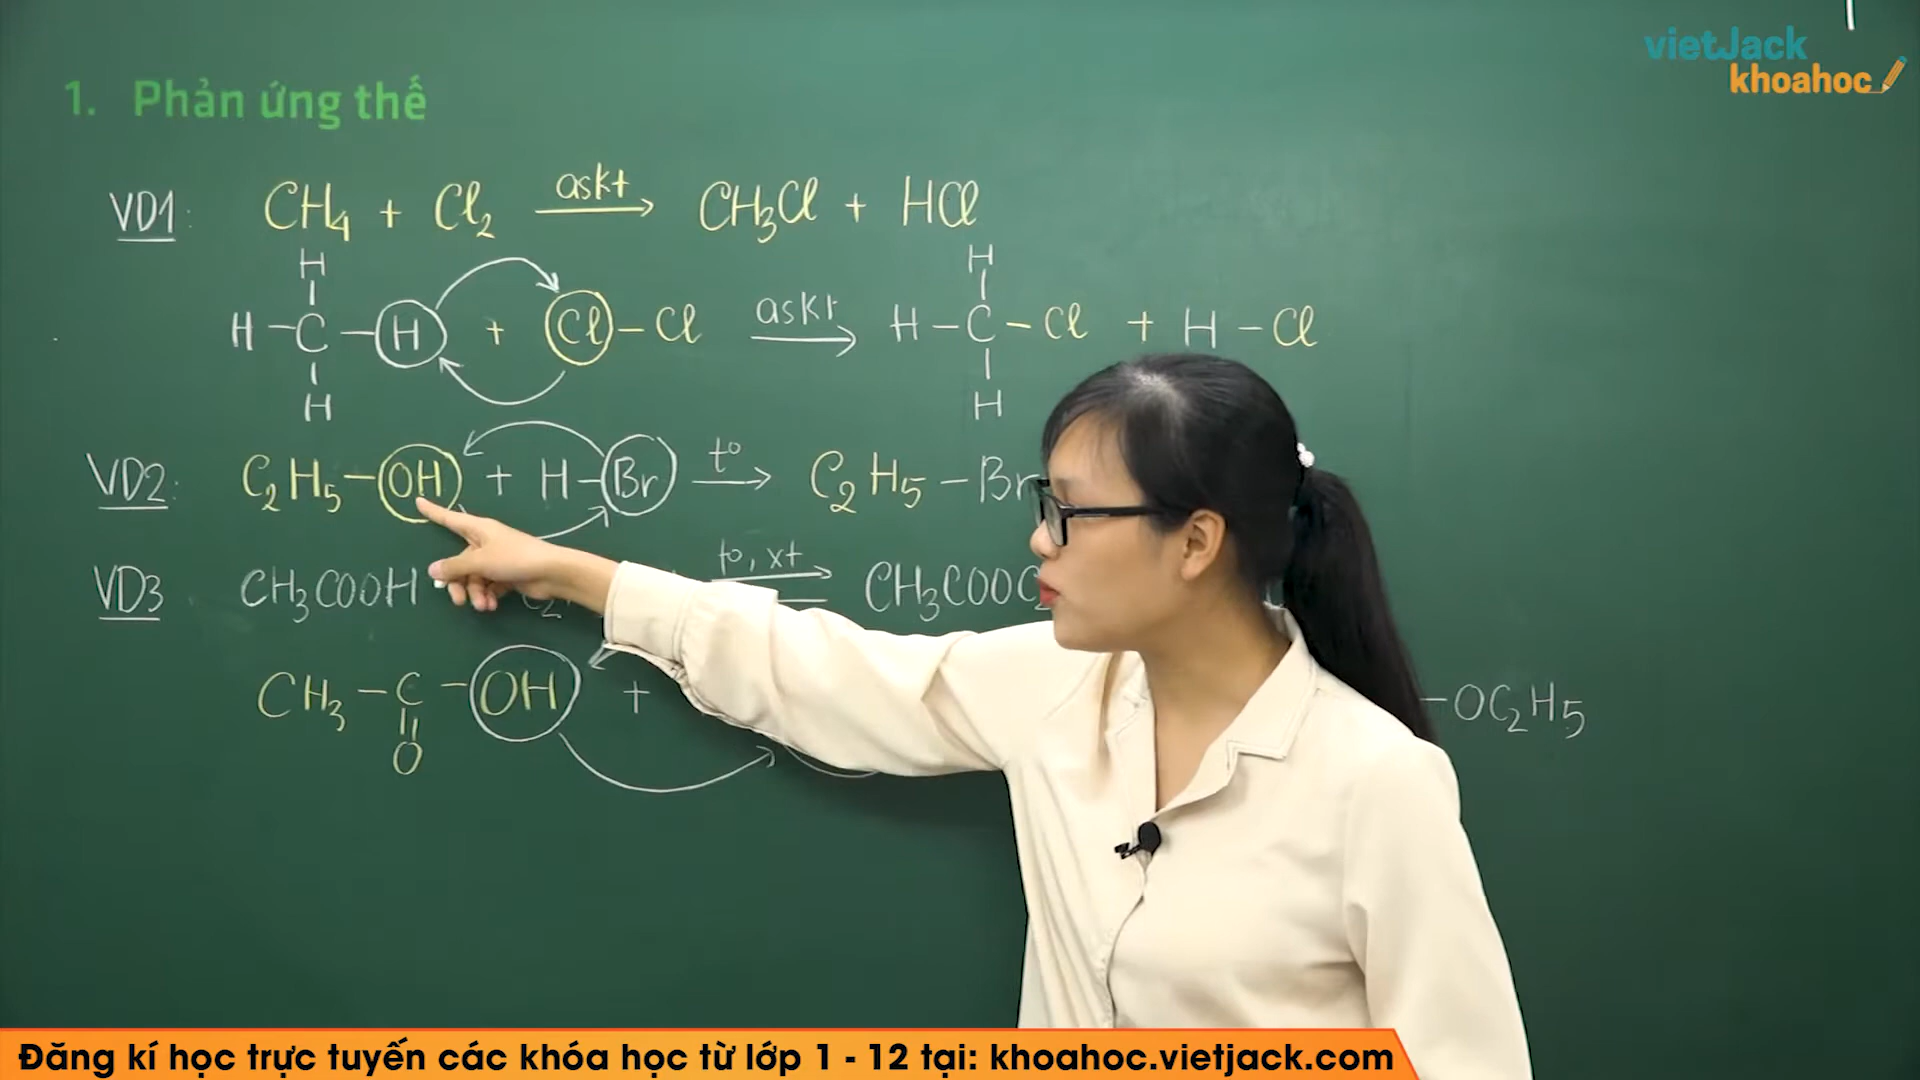 vietJack
khoahoc
1. Phản ứng thế
VD1: CH₄ + Cl₂ askt→ CH₃Cl + HCl
H H
H – C – H + Cl – Cl askt→ H – C – Cl + H – Cl
H H
VD2: C₂H₅ – OH + H – Br t°→ C₂H₅ – Br
VD3 CH₃COOH t°, xt CH₃COOC
CH₃ – C – OH + – OC₂H₅
O
Đăng kí học trực tuyến các khóa học từ lớp 1 - 12 tại: khoahoc.vietjack.com